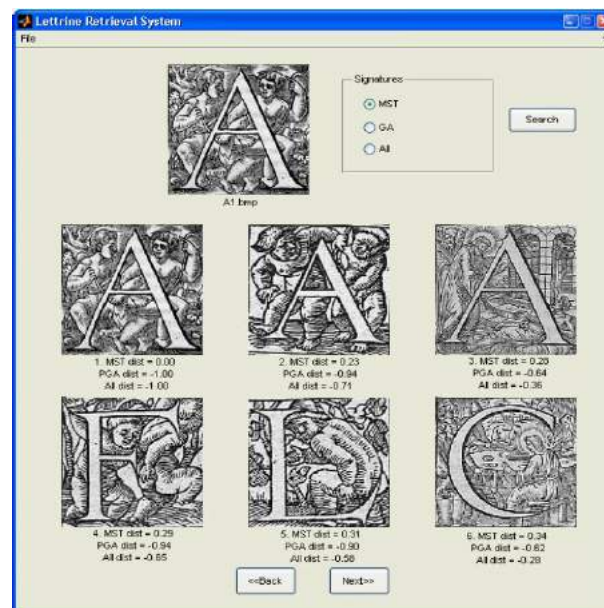 Lettrine Retrieval System
File
Signatures
MST
GA
All
Search
A1.bmp
A
A
A
A
1. MST dist = 0.00
PGA dist = -1.00
All dist = -1.00
2. MST dist = 0.23
PGA dist = -0.94
All dist = -0.71
3. MST dist = 0.28
PGA dist = -0.64
All dist = -0.36
F
L
C
4. MST dist = 0.29
PGA dist = -0.94
All dist = -0.65
5. MST dist = 0.31
PGA dist = -0.90
All dist = -0.58
6. MST dist = 0.34
PGA dist = -0.62
All dist = -0.28
<<Back
Next>>